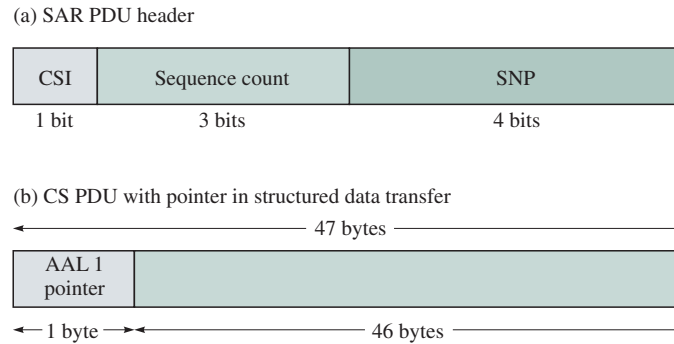 (a) SAR PDU header
CSI Sequence count SNP
1 bit 3 bits 4 bits
(b) CS PDU with pointer in structured data transfer
47 bytes
AAL 1
pointer
1 byte 46 bytes